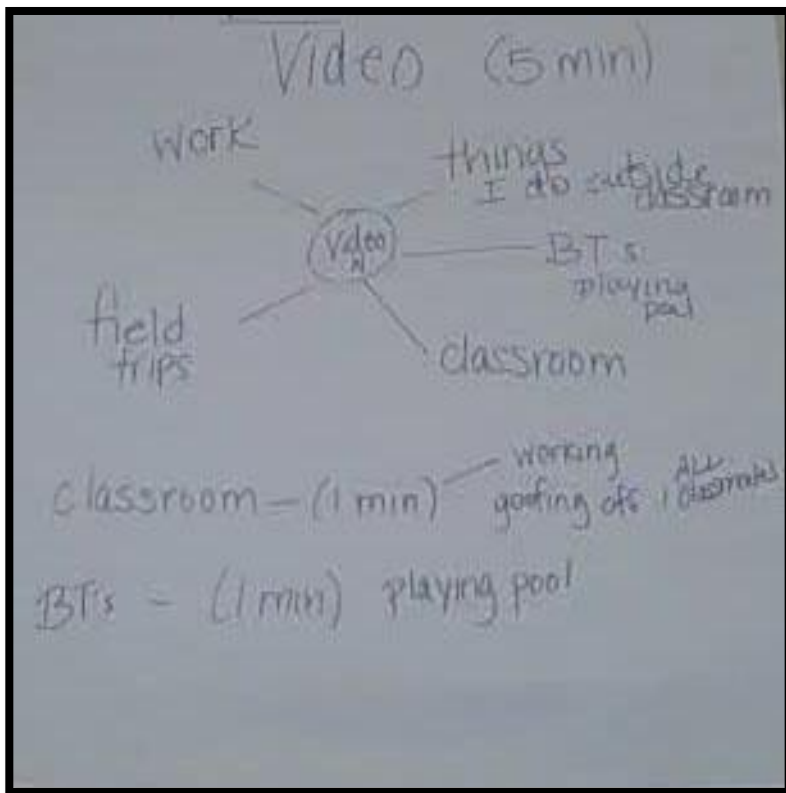 Video (5 min)
work
things
I do outside
classroom
Video
BT's
playing
pool
field
trips
classroom
classroom – (1 min)
working
goofing off,
ALL
classmates
BT's – (1 min) playing pool